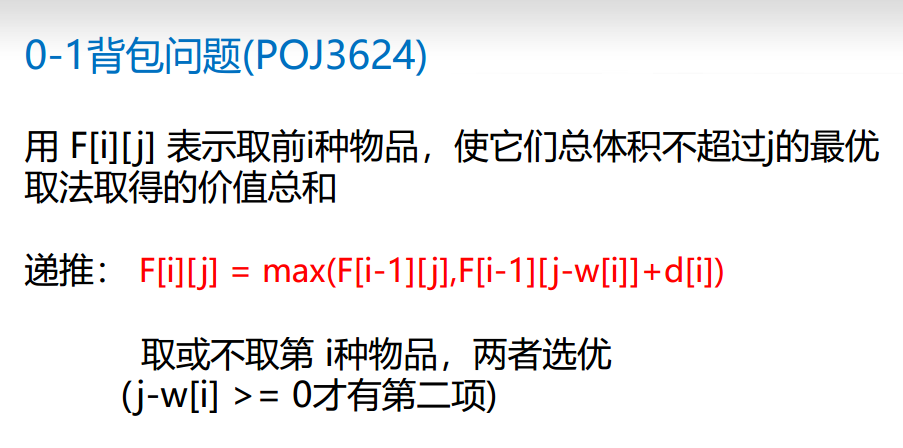 0-1背包问题(POJ3624)
用 F[i][j] 表示取前i种物品，使它们总体积不超过j的最优
取法取得的价值总和
递推： F[i][j] = max(F[i-1][j],F[i-1][j-w[i]]+d[i])
取或不取第 i种物品，两者选优
(j-w[i] >= 0才有第二项)